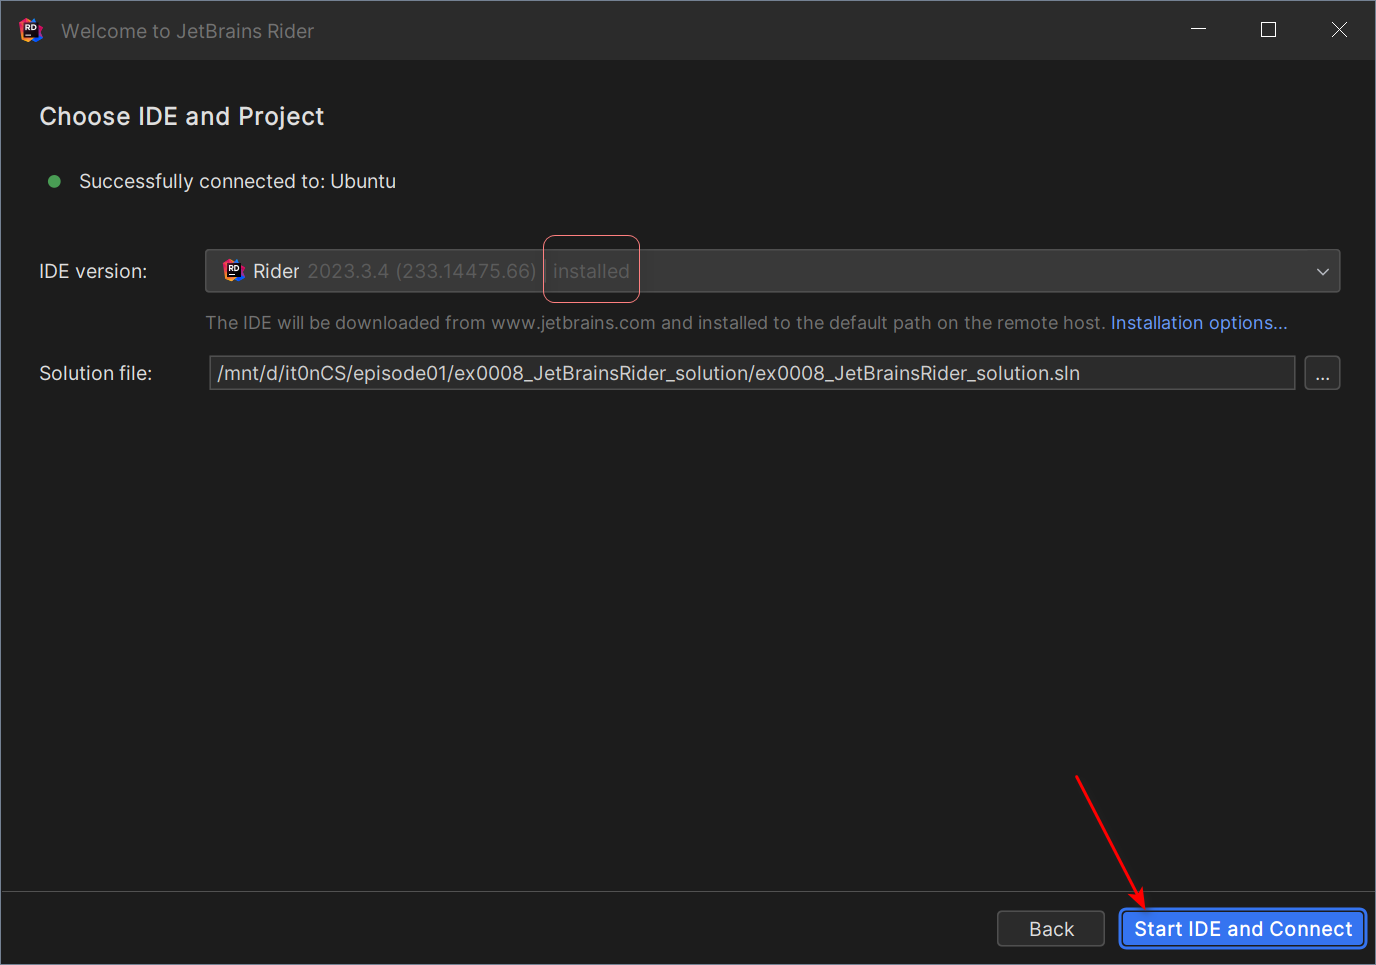 Welcome to JetBrains Rider
Choose IDE and Project
Successfully connected to: Ubuntu
IDE version: RD Rider 2023.3.4 (233.14475.66) installed
The IDE will be downloaded from www.jetbrains.com and installed to the default path on the remote host. Installation options...
Solution file: /mnt/d/it0nCS/episode01/ex0008_JetBrainsRider_solution/ex0008_JetBrainsRider_solution.sln ...
Back Start IDE and Connect